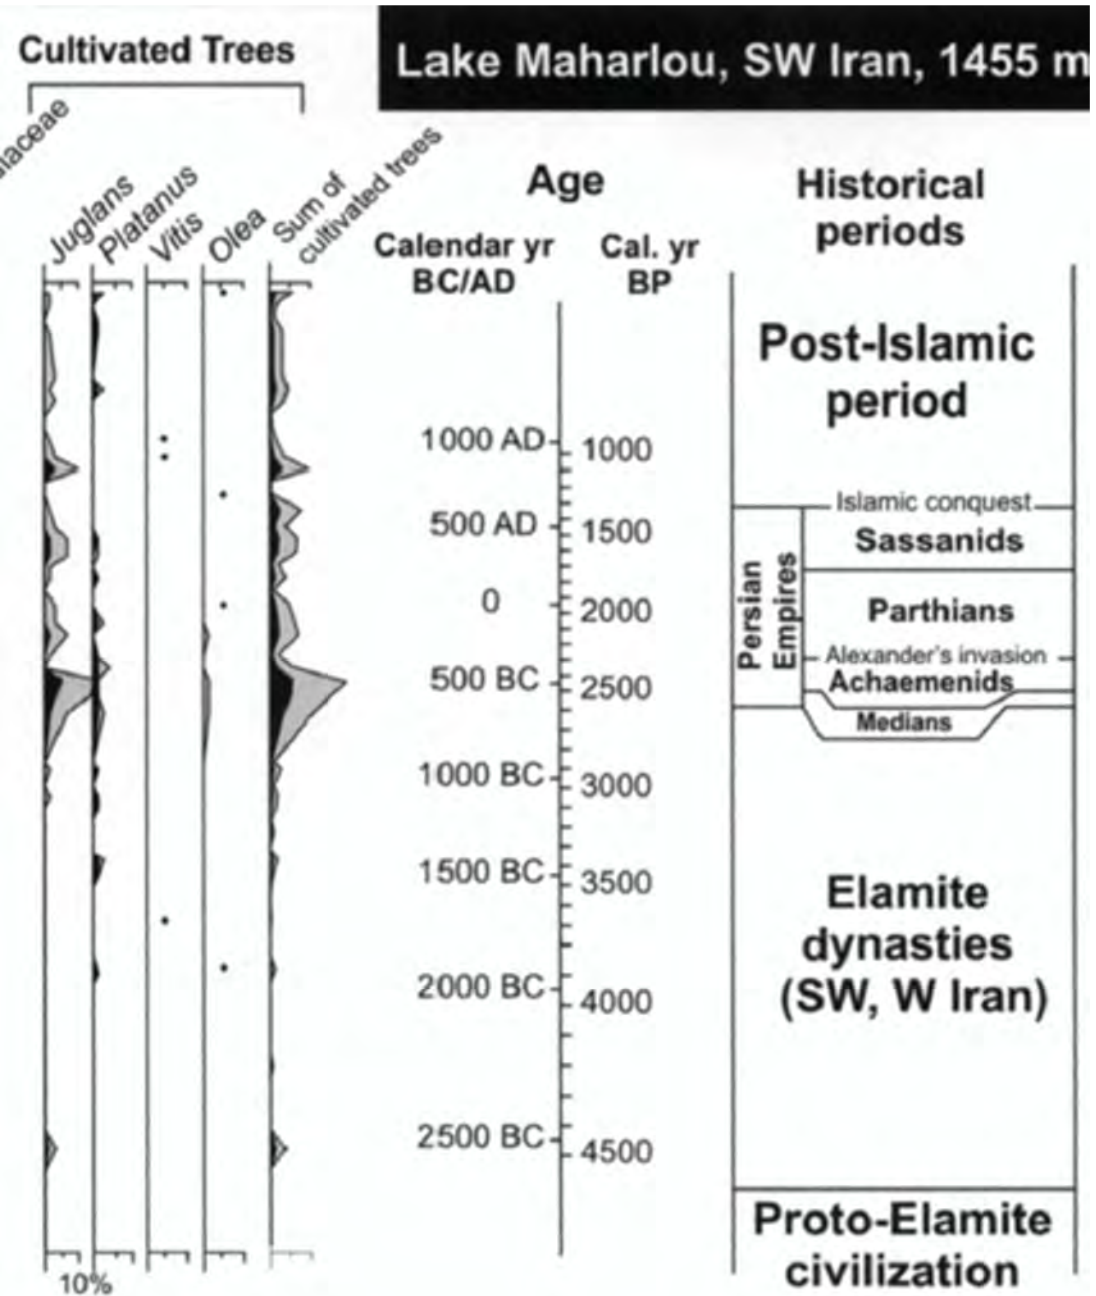 Cultivated Trees
Lake Maharlou, SW Iran, 1455 m
Juglans
Platanus
Vitis
Olea
Sum of
cultivated trees
Age
Calendar yr
BC/AD
Cal. yr
BP
Historical
periods
1000 AD
500 AD
0
500 BC
1000 BC
1500 BC
2000 BC
2500 BC
1000
1500
2000
2500
3000
3500
4000
4500
Post-Islamic
period
Islamic conquest
Persian
Empires
Sassanids
Parthians
Alexander's invasion
Achaemenids
Medians
Elamite
dynasties
(SW, W Iran)
Proto-Elamite
civilization
10%